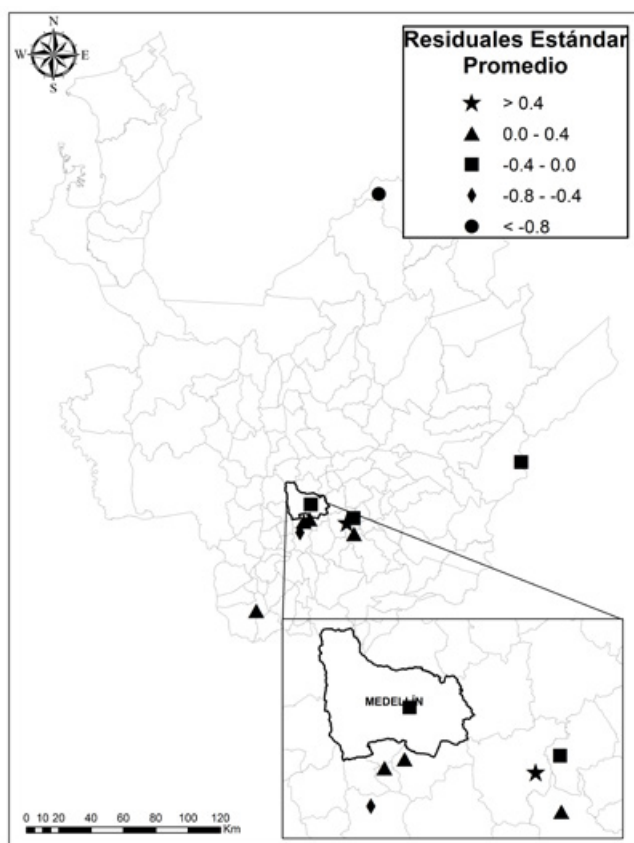 N
W E
S
Residuales Estándar
Promedio
> 0.4
0.0 - 0.4
-0.4 - 0.0
-0.8 - -0.4
< -0.8
MEDELLÍN
0 10 20 40 60 80 100 120
Km